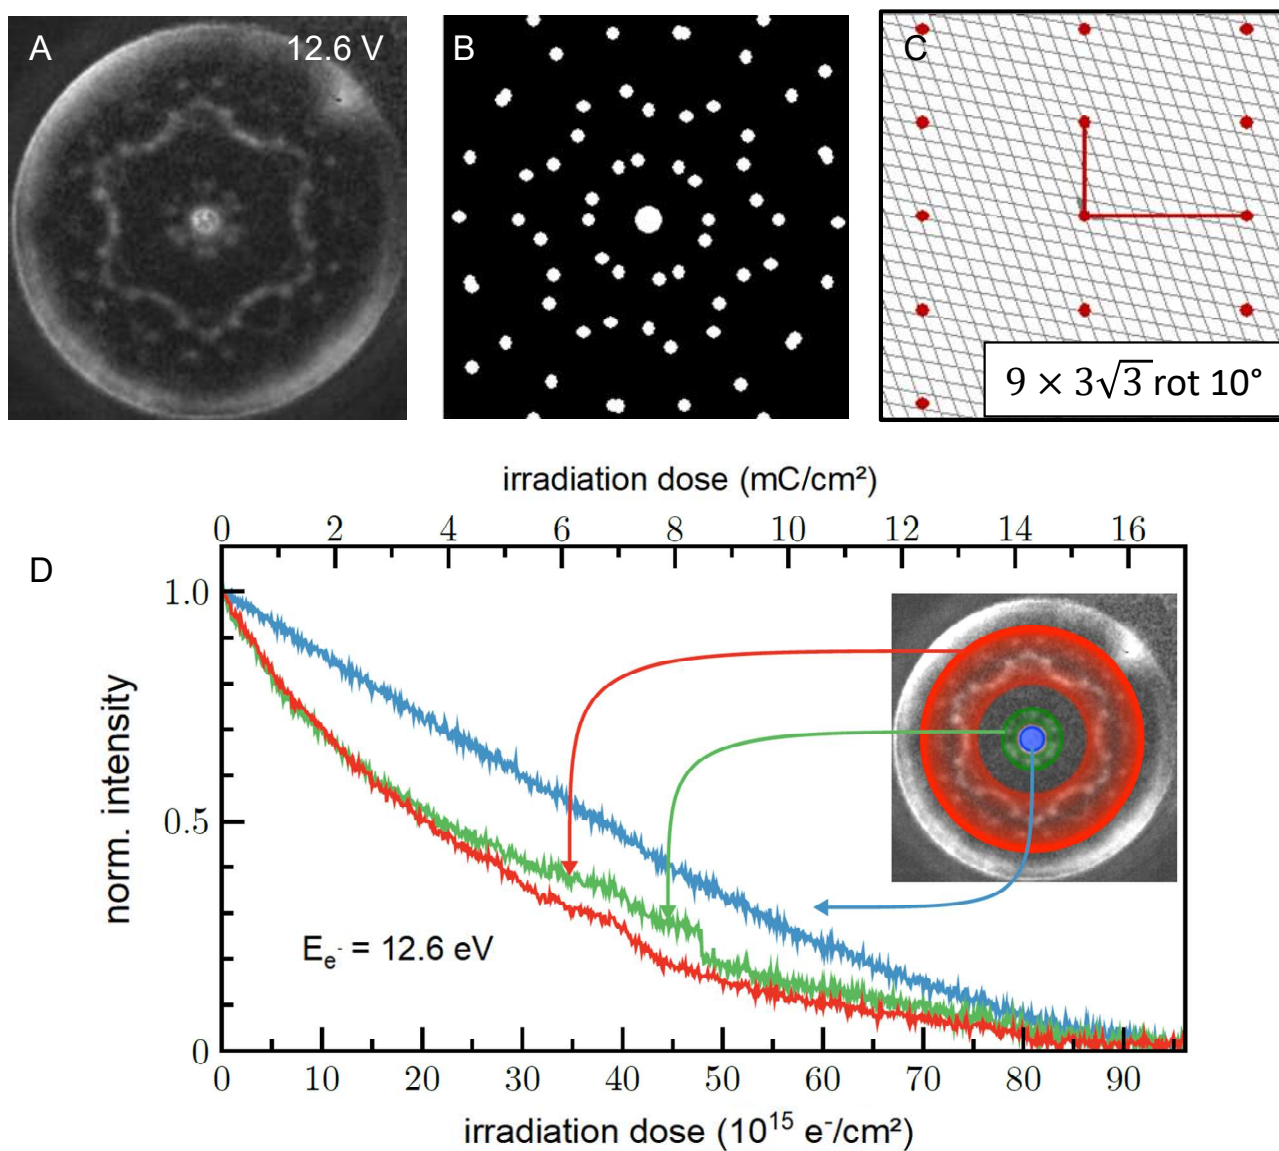 A
12.6 V
B
C
9 × 3√3 rot 10°
irradiation dose (mC/cm²)
0 2 4 6 8 10 12 14 16
D
1.0
0.5
0
norm. intensity
E_e⁻ = 12.6 eV
0 10 20 30 40 50 60 70 80 90
irradiation dose (10¹⁵ e⁻/cm²)